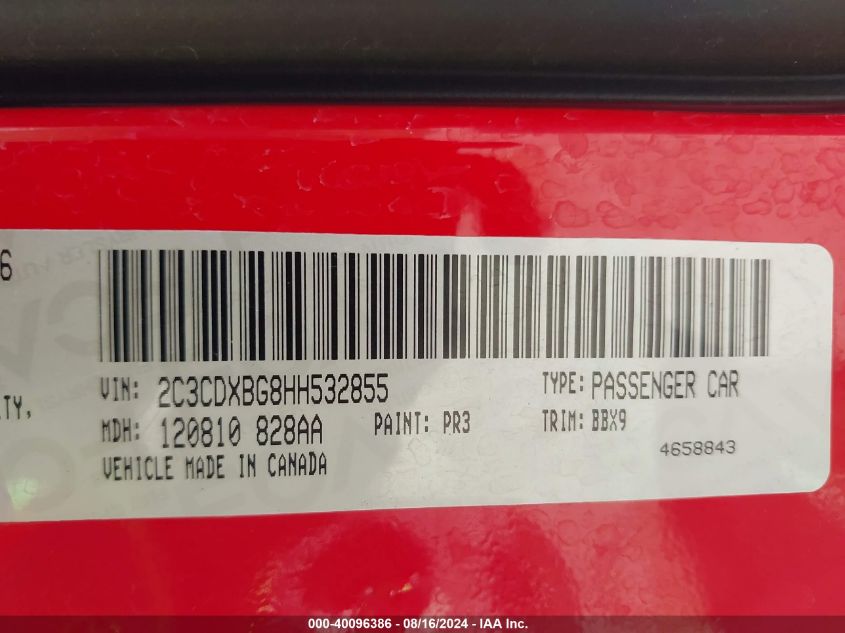 6
VIN: 2C3CDXBG8HH532855 TYPE: PASSENGER CAR
ITY,
MDH: 120810 828AA PAINT: PR3 TRIM: BBX9
VEHICLE MADE IN CANADA 4658843
000-40096386 - 08/16/2024 - IAA Inc.